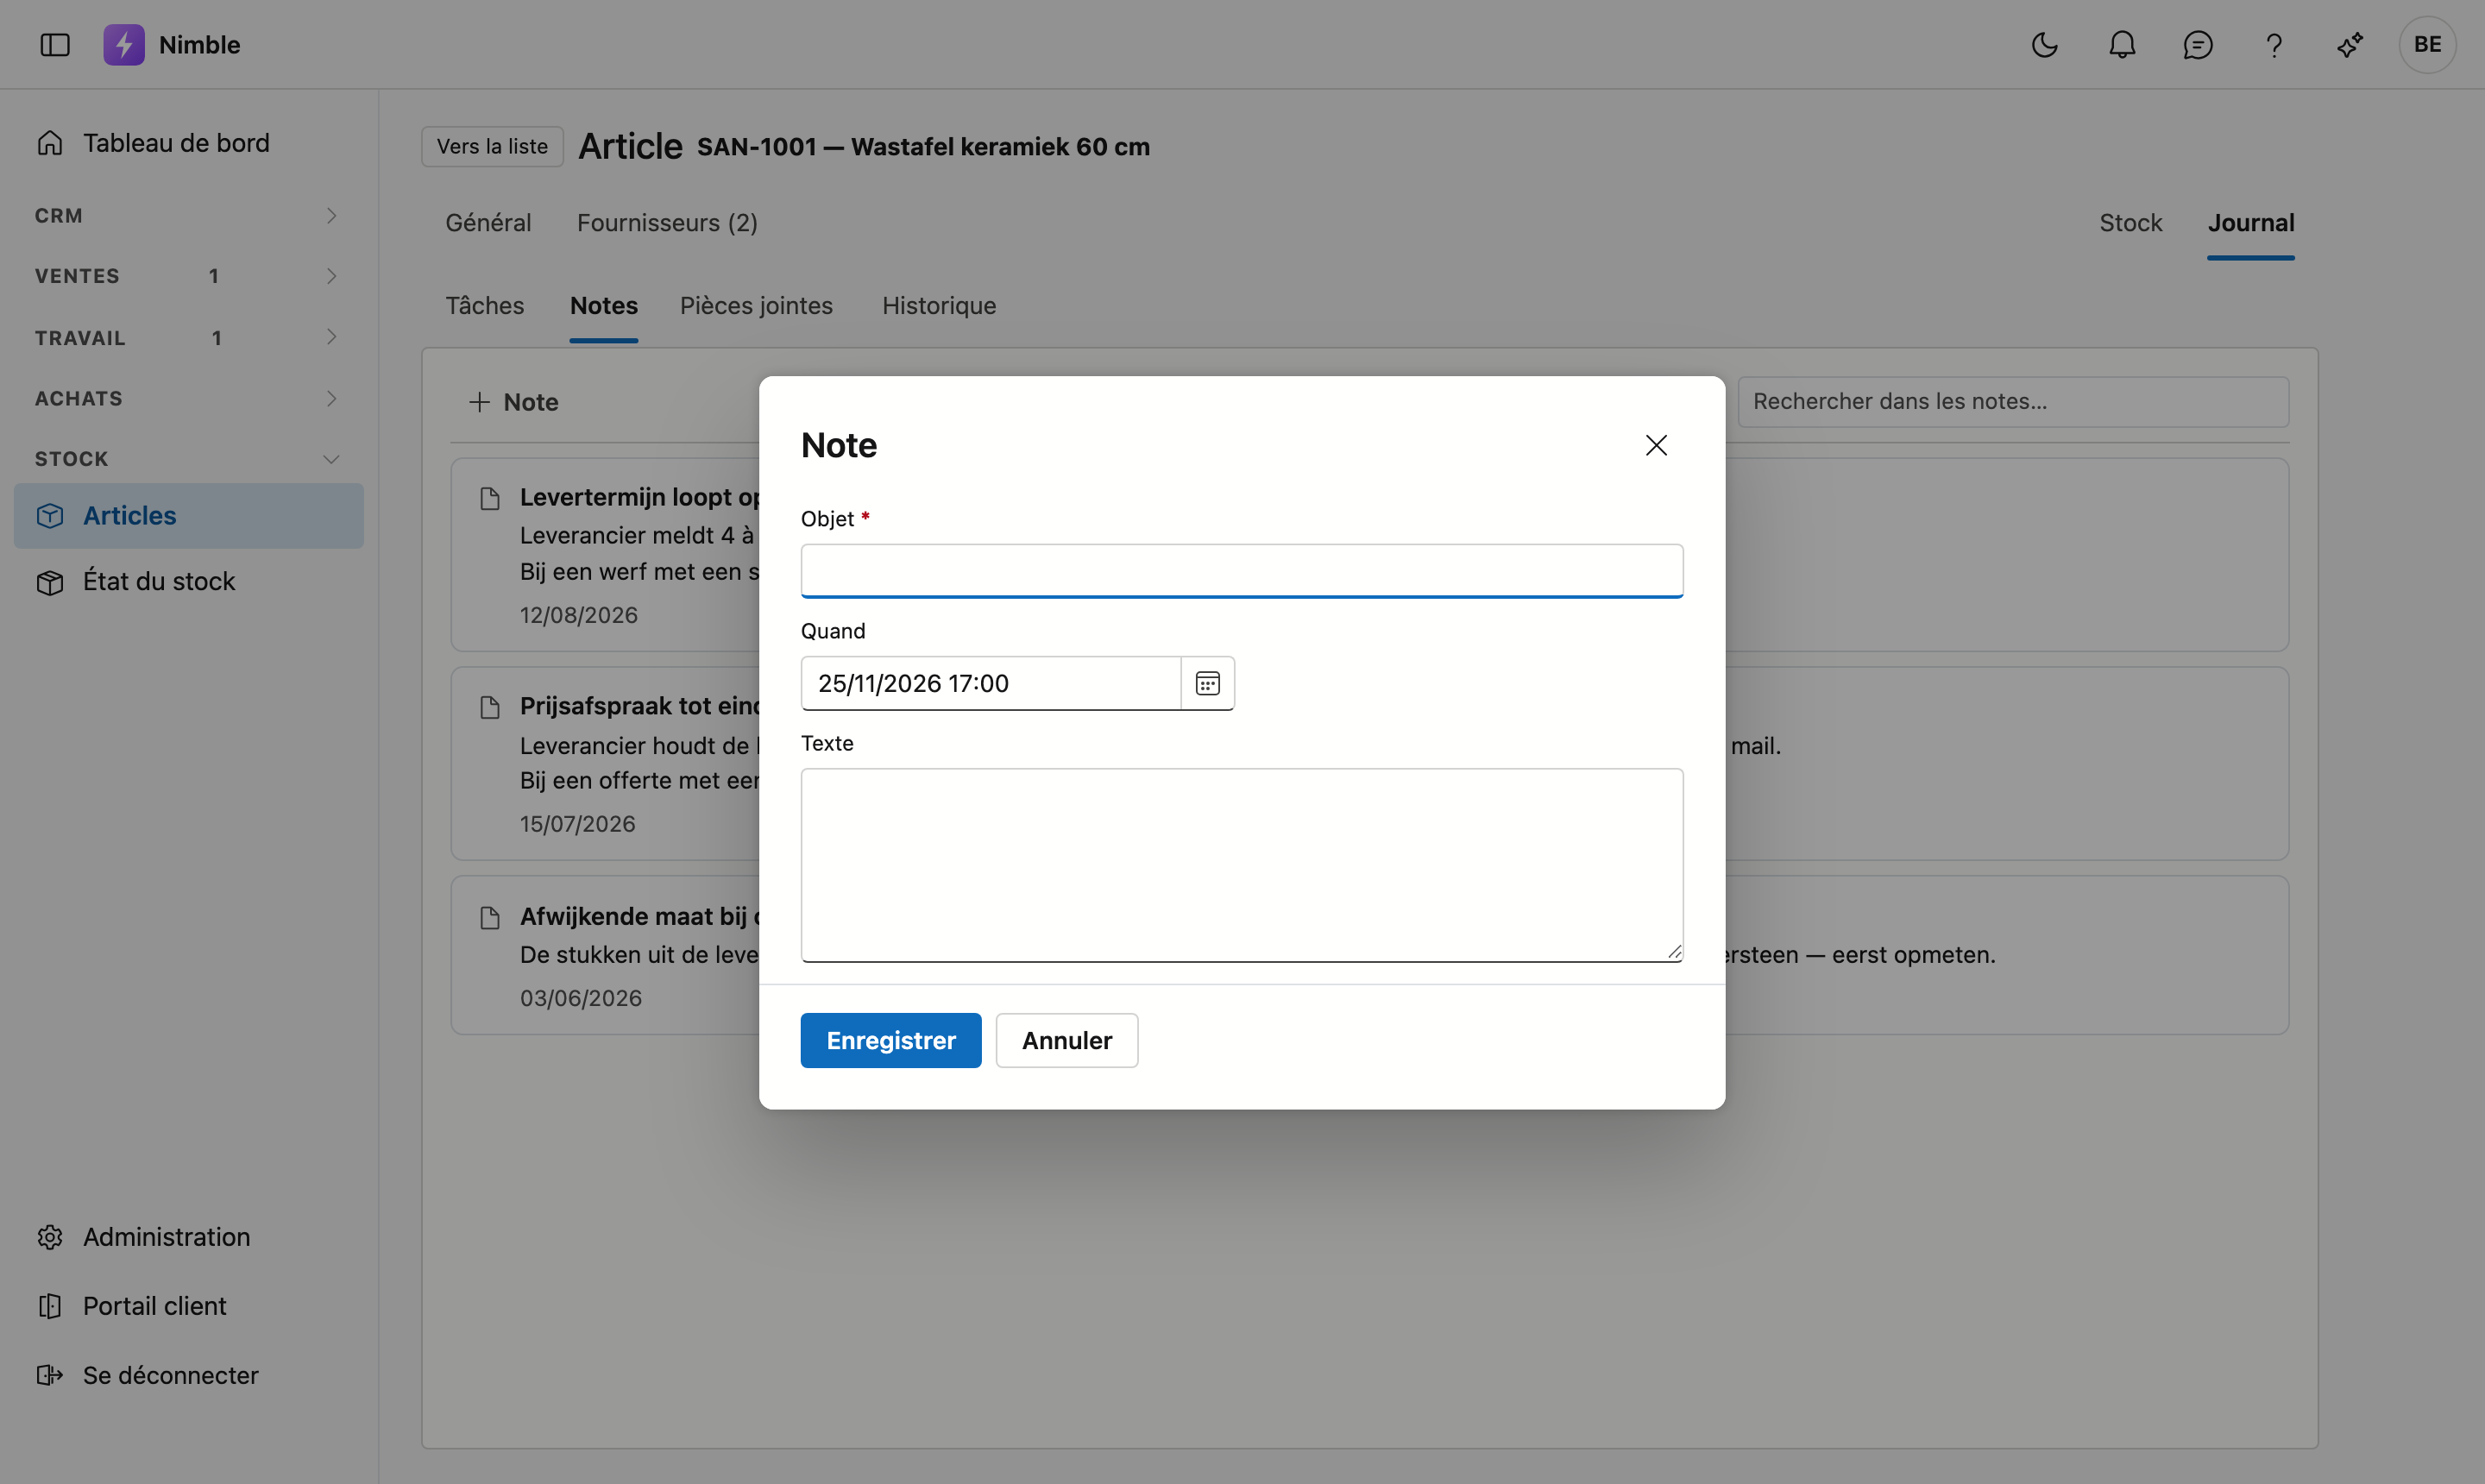 Nimble
BE
Tableau de bord
CRM
VENTES 1
TRAVAIL 1
ACHATS
STOCK
Articles
État du stock
Administration
Portail client
Se déconnecter
Vers la liste
Article SAN-1001 — Wastafel keramiek 60 cm
Général Fournisseurs (2) Stock Journal
Tâches Notes Pièces jointes Historique
Note
Rechercher dans les notes...
Levertermijn loopt
Leverancier meldt 4 à
Bij een werf met een
12/08/2026
Prijsafspraak tot
Leverancier houdt de
mail.
Bij een offerte met
15/07/2026
Afwijkende maat bij
De stukken uit de
— eerst opmeten.
03/06/2026
Note
Objet *
Quand
25/11/2026 17:00
Texte
Enregistrer Annuler